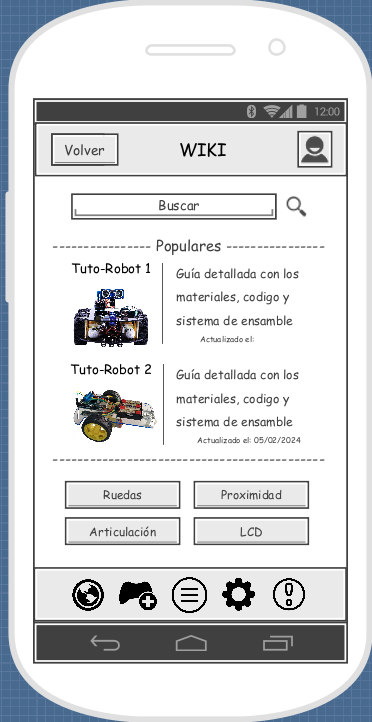 12:00
Volver
WIKI
Buscar
Populares
Tuto-Robot 1
Guía detallada con los
materiales, codigo y
sistema de ensamble
Actualizado el:
Tuto-Robot 2
Guía detallada con los
materiales, codigo y
sistema de ensamble
Actualizado el: 05/02/2024
Ruedas
Proximidad
Articulación
LCD